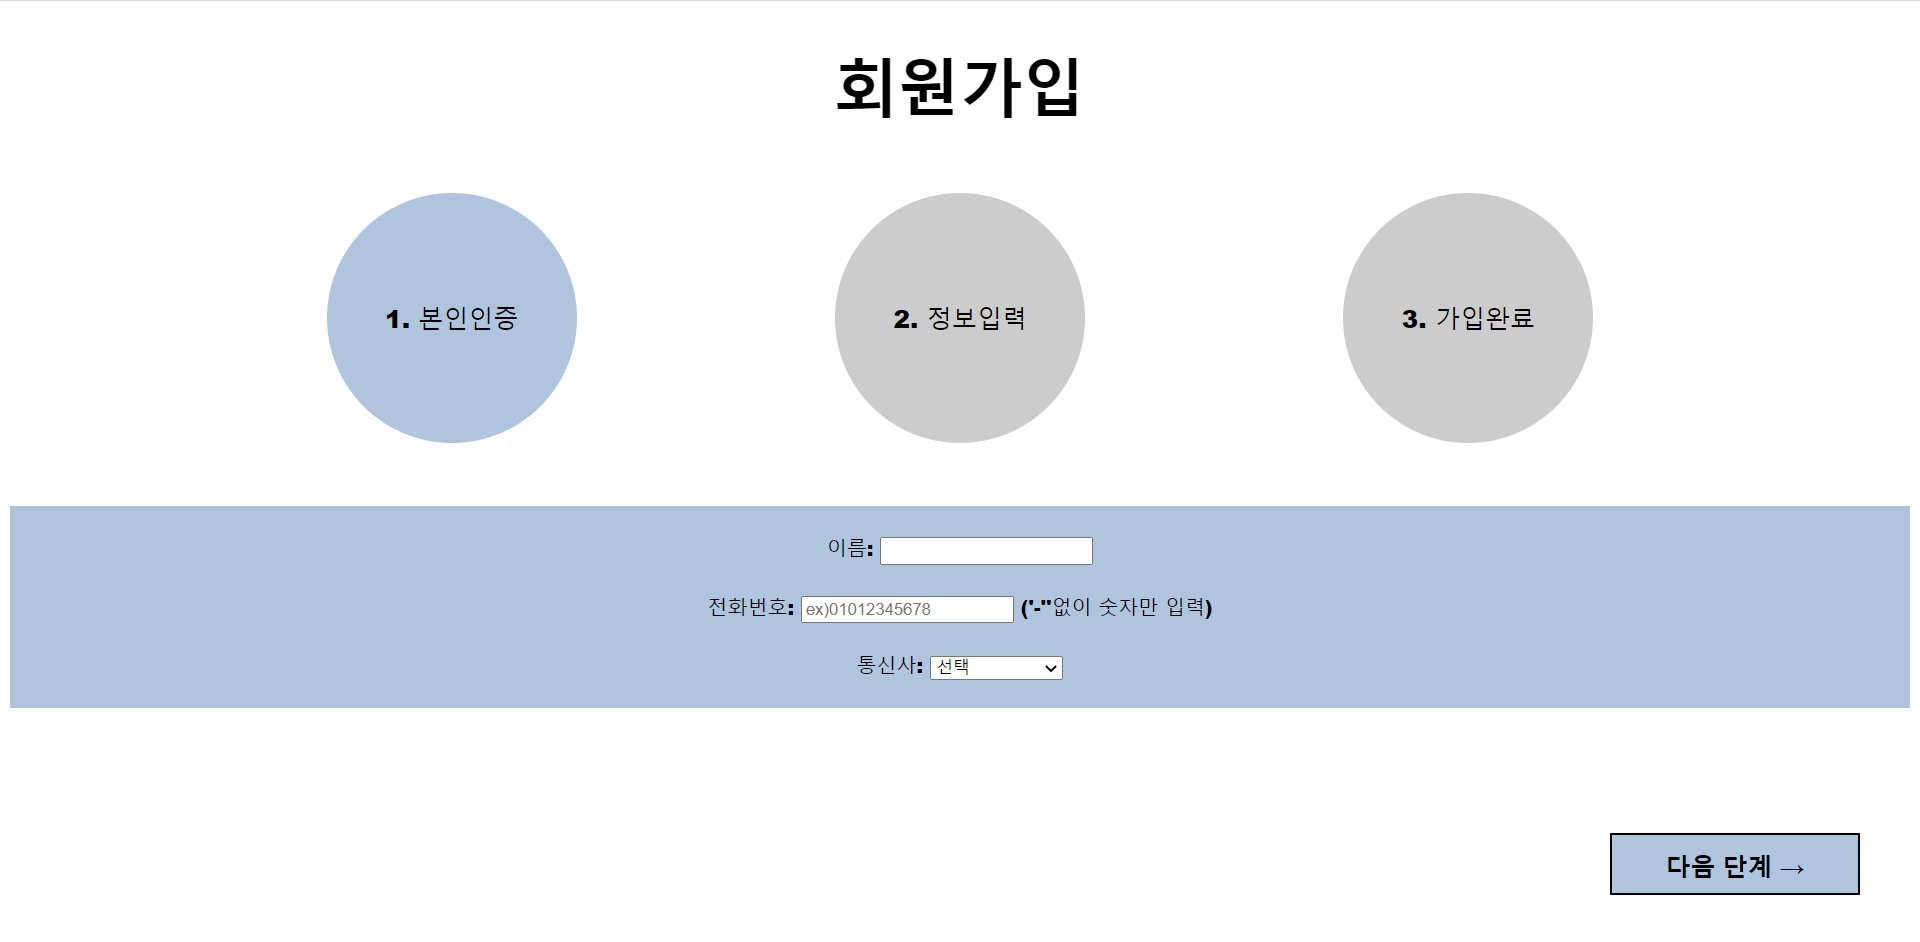 회원가입
1. 본인인증
2. 정보입력
3. 가입완료
이름:
전화번호: ex)01012345678 ('-"없이 숫자만 입력)
통신사: 선택
다음 단계 →